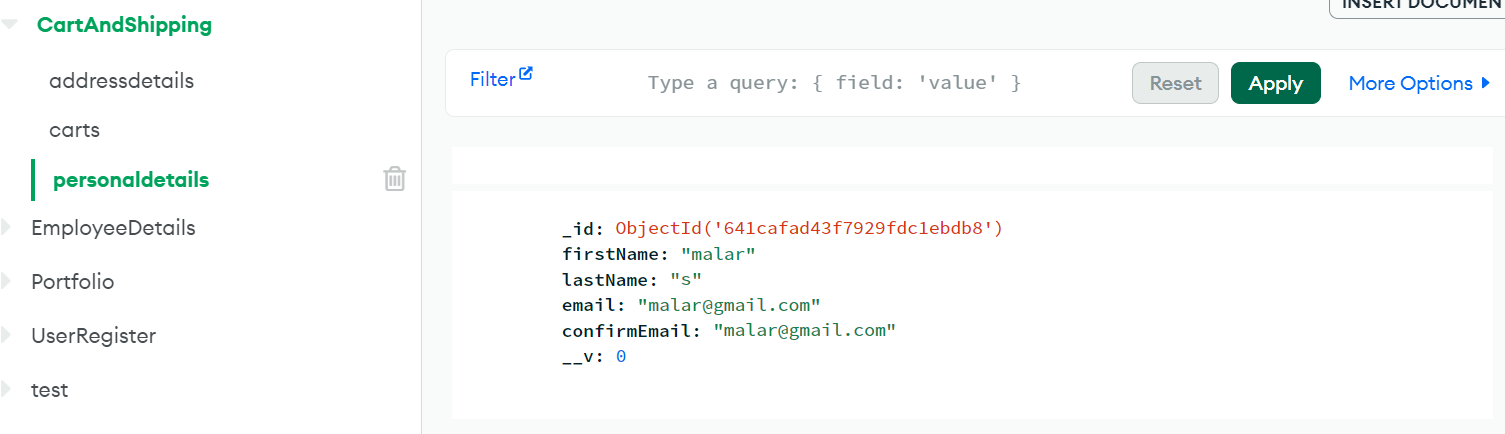 CartAndShipping
addressdetails
carts
personaldetails
EmployeeDetails
Portfolio
UserRegister
test
INSERT DOCUMEN
Filter
Type a query: { field: 'value' }
Reset
Apply
More Options
_id: ObjectId('641cafad43f7929fdc1ebdb8')
firstName: "malar"
lastName: "s"
email: "malar@gmail.com"
confirmEmail: "malar@gmail.com"
__v: 0